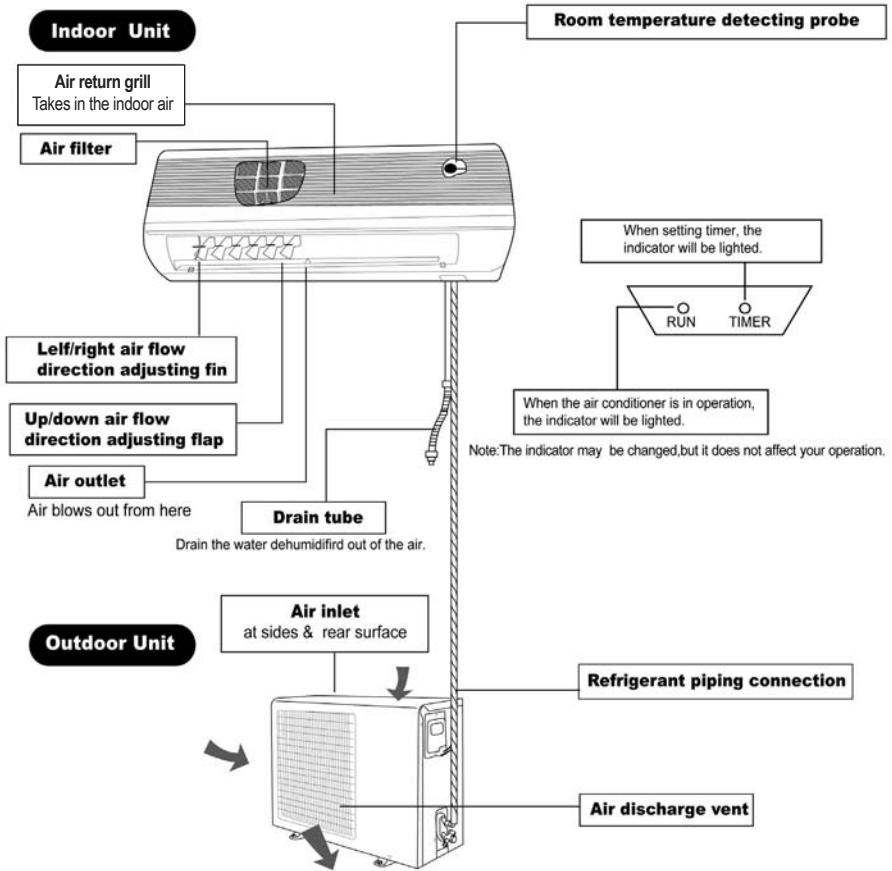 Indoor Unit
Room temperature detecting probe
Air return grill
Takes in the indoor air
Air filter
When setting timer, the
indicator will be lighted.
RUN
TIMER
Lelf/right air flow
direction adjusting fin
When the air conditioner is in operation,
the indicator will be lighted.
Up/down air flow
direction adjusting flap
Note:The indicator may be changed,but it does not affect your operation.
Air outlet
Air blows out from here
Drain tube
Drain the water dehumidifird out of the air.
Air inlet
at sides & rear surface
Outdoor Unit
Refrigerant piping connection
Air discharge vent